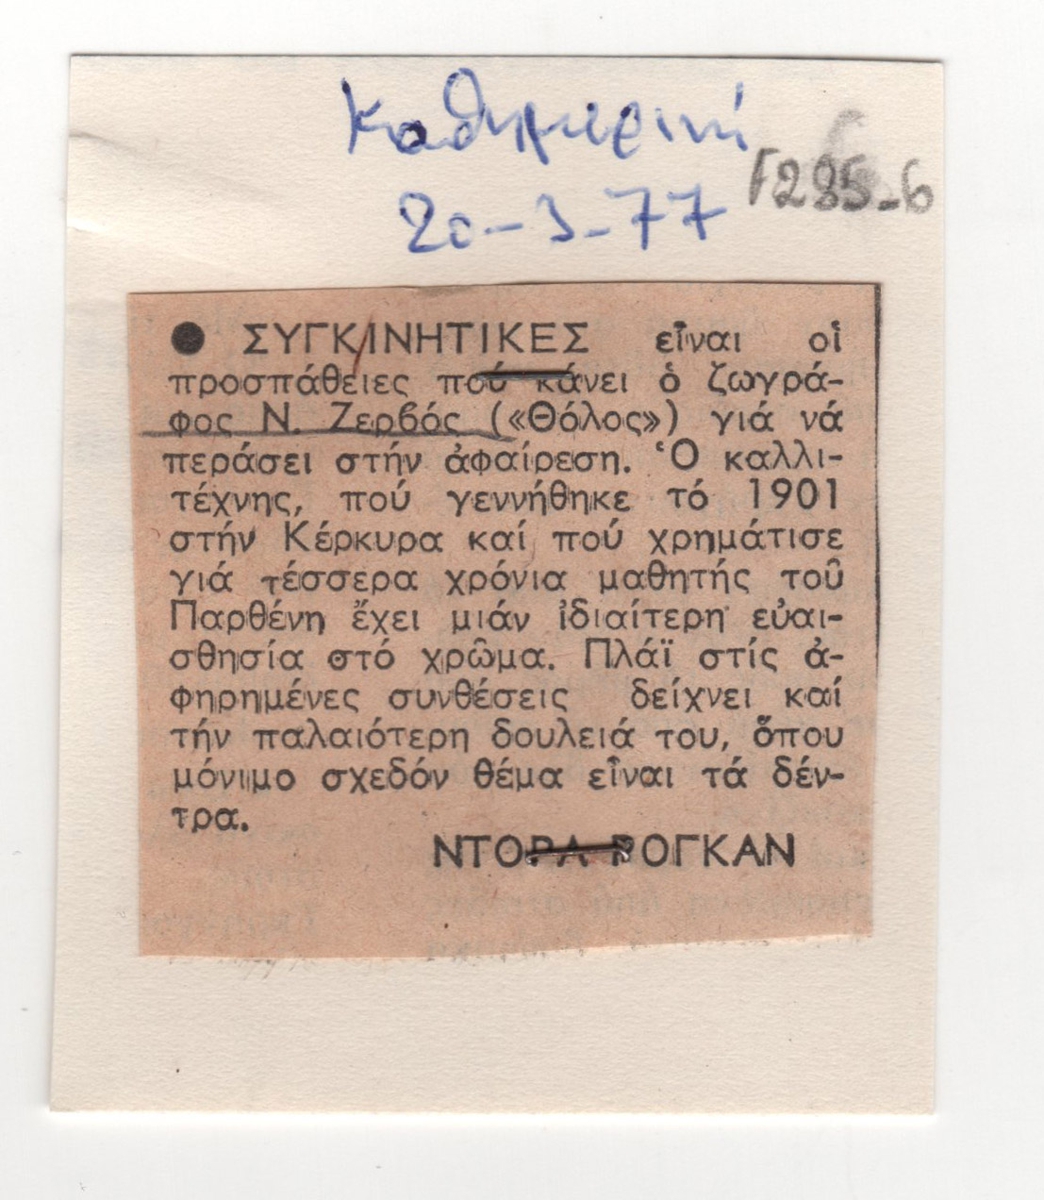 Καθημερινή
20-3-77
Γ295-6
● ΣΥΓΚΙΝΗΤΙΚΕΣ εἶναι οἱ
προσπάθειες πού κάνει ὁ ζωγρά-
φος Ν. Ζερβός («Θόλος») γιά νά
περάσει στήν ἀφαίρεση. Ὁ καλλι-
τέχνης, πού γεννήθηκε τό 1901
στήν Κέρκυρα καί πού χρημάτισε
γιά τέσσερα χρόνια μαθητής τοῦ
Παρθένη ἔχει μιάν ἰδιαίτερη εὐαι-
σθησία στό χρῶμα. Πλάϊ στίς ἀ-
φηρημένες συνθέσεις δείχνει καί
τήν παλαιότερη δουλειά του, ὅπου
μόνιμο σχεδόν θέμα εἶναι τά δέν-
τρα.
ΝΤΟΡΑ ΡΟΓΚΑΝ